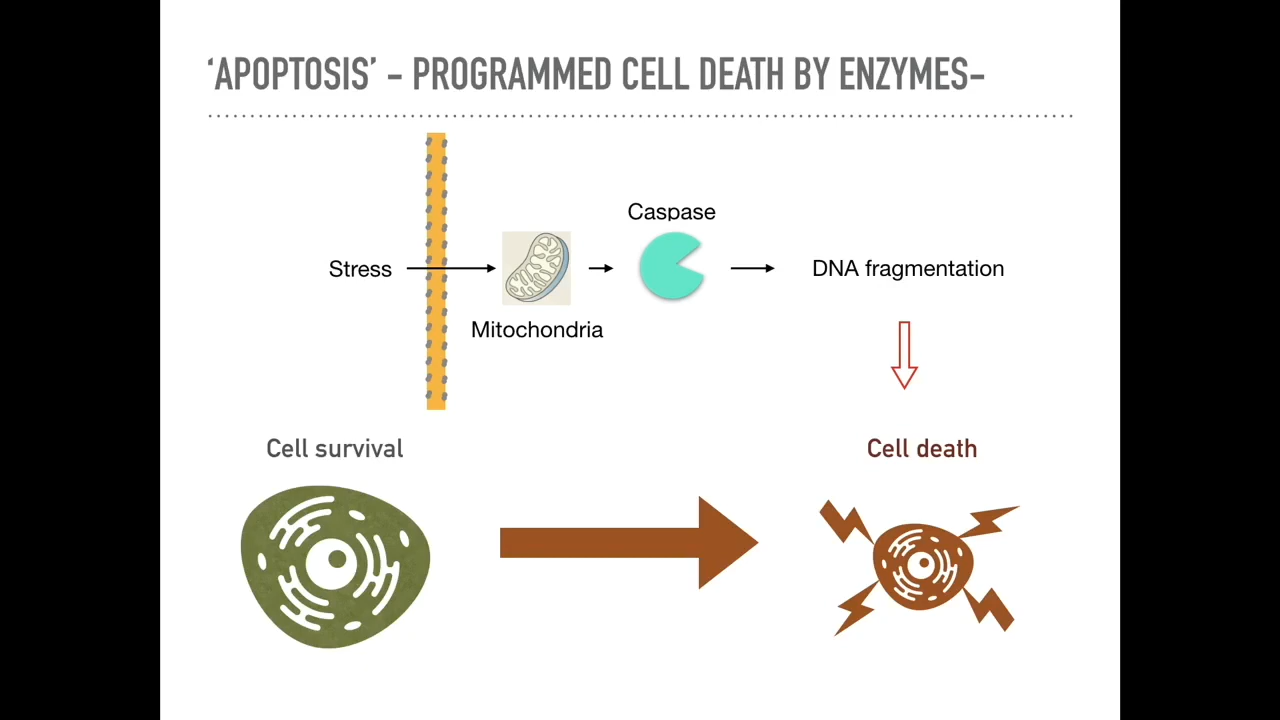 ‘APOPTOSIS’ – PROGRAMMED CELL DEATH BY ENZYMES–
Caspase
Stress
DNA fragmentation
Mitochondria
Cell survival
Cell death